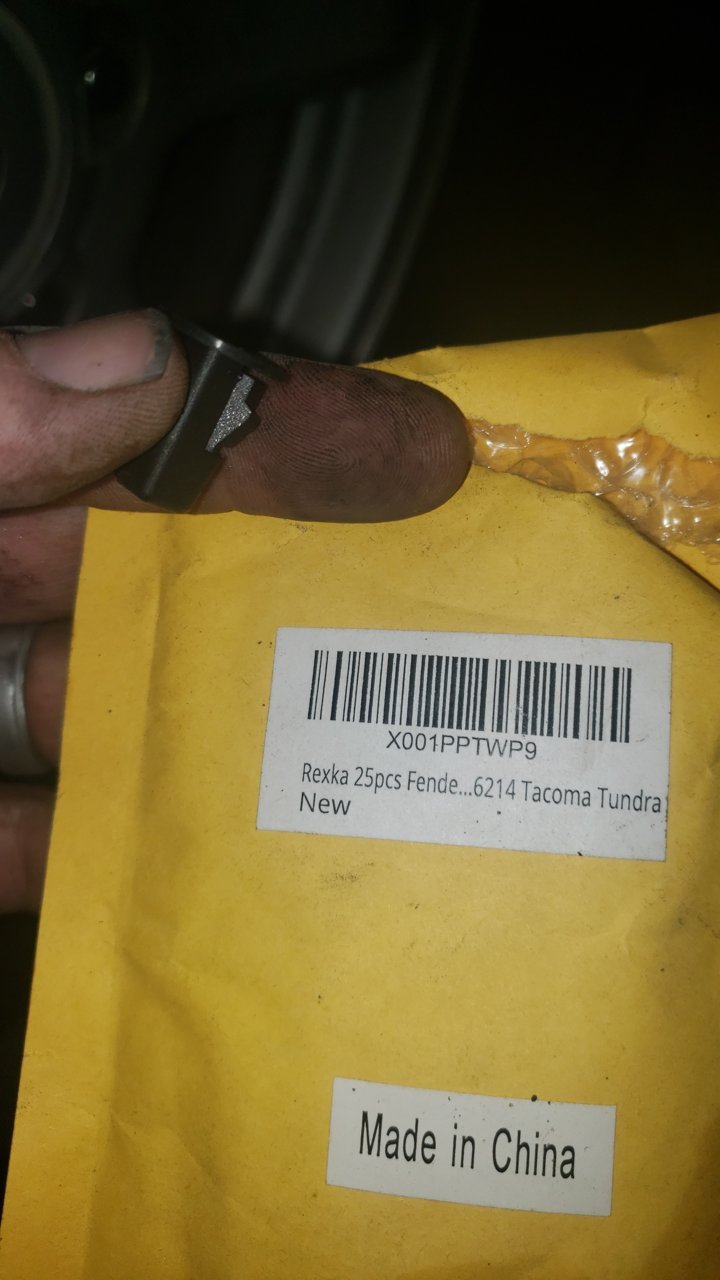 X001PPTWP9
Rexka 25pcs Fende...6214 Tacoma Tundra
New
Made in China